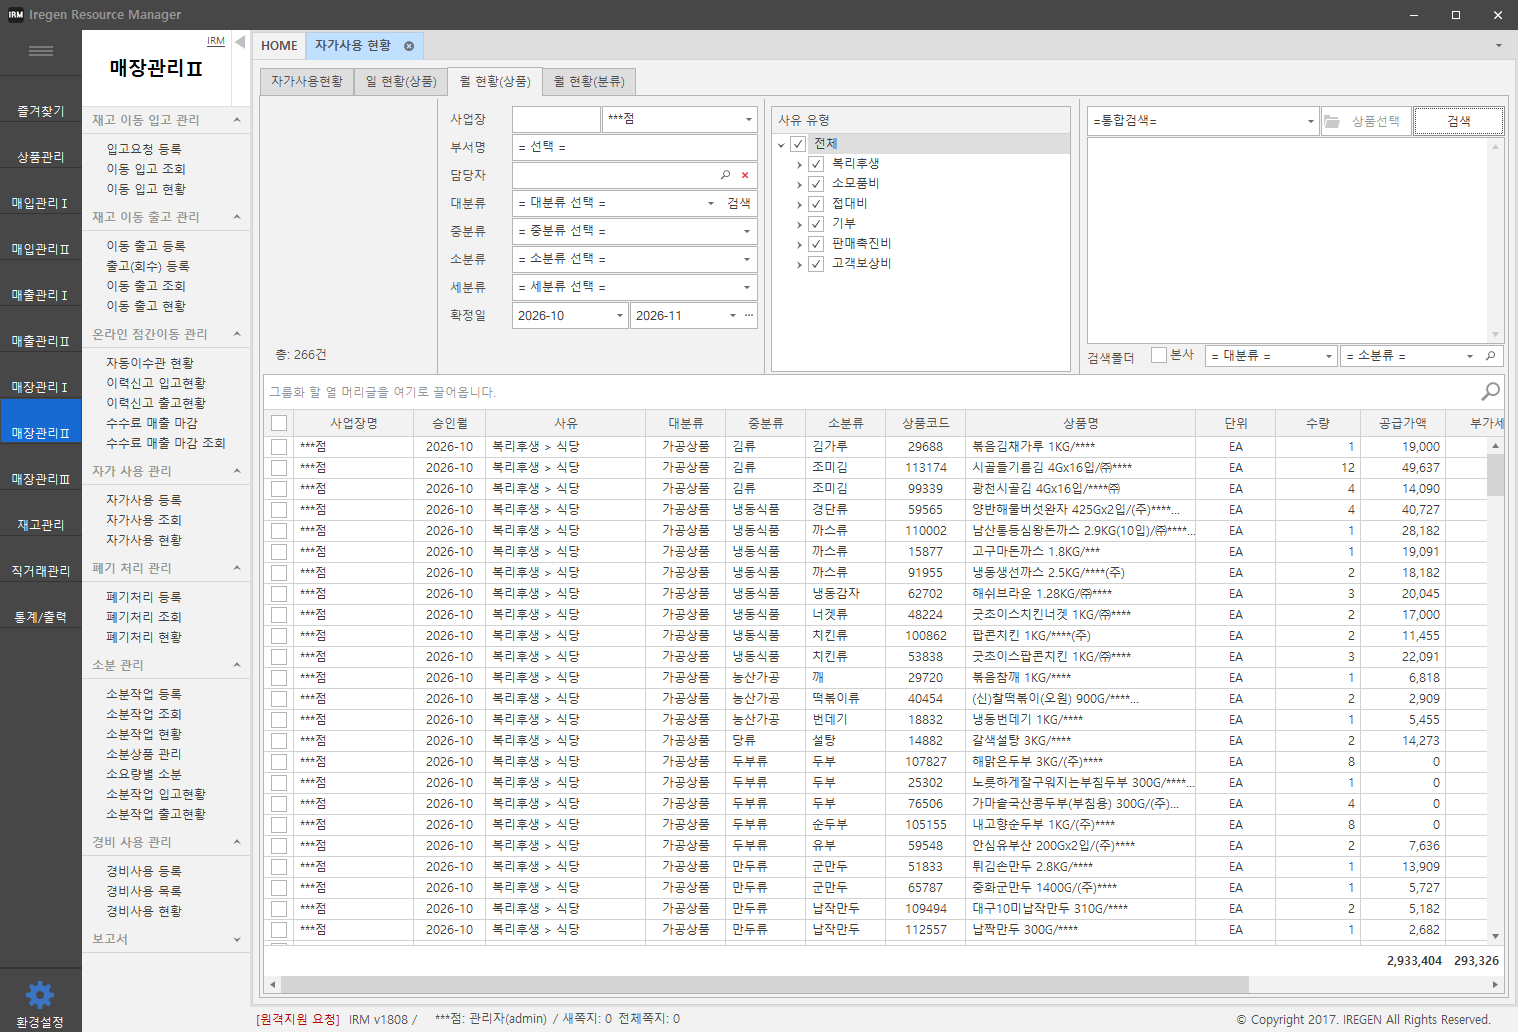 IRM Iregen Resource Manager
즐겨찾기
상품관리
매입관리Ⅰ
매입관리Ⅱ
매출관리Ⅰ
매출관리Ⅱ
매장관리Ⅰ
매장관리Ⅱ
매장관리Ⅲ
재고관리
직거래관리
통계/출력
환경설정
IRM
매장관리Ⅱ
재고 이동 입고 관리
입고요청 등록
이동 입고 조회
이동 입고 현황
재고 이동 출고 관리
이동 출고 등록
출고(회수) 등록
이동 출고 조회
이동 출고 현황
온라인 점간이동 관리
자동이수관 현황
이력신고 입고현황
이력신고 출고현황
수수료 매출 마감
수수료 매출 마감 조회
자가 사용 관리
자가사용 등록
자가사용 조회
자가사용 현황
폐기 처리 관리
폐기처리 등록
폐기처리 조회
폐기처리 현황
소분 관리
소분작업 등록
소분작업 조회
소분작업 현황
소분상품 관리
소요량별 소분
소분작업 입고현황
소분작업 출고현황
경비 사용 관리
경비사용 등록
경비사용 목록
경비사용 현황
보고서
HOME 자가사용 현황
자가사용현황 일 현황(상품) 월 현황(상품) 월 현황(분류)
총: 266건
사업장 ***점
부서명 = 선택 =
담당자
대분류 = 대분류 선택 = 검색
중분류 = 중분류 선택 =
소분류 = 소분류 선택 =
세분류 = 세분류 선택 =
확정일 2026-10 2026-11 ...
사유 유형
전체
복리후생
소모품비
접대비
기부
판매촉진비
고객보상비
=통합검색= 상품선택 검색
검색폴더 본사 = 대분류 = = 소분류 =
그룹화 할 열 머리글을 여기로 끌어옵니다.
사업장명 승인월 사유 대분류 중분류 소분류 상품코드 상품명 단위 수량 공급가액 부가세
***점 2026-10 복리후생 > 식당 가공상품 김류 김가루 29688 볶음김채가루 1KG/**** EA 1 19,000
***점 2026-10 복리후생 > 식당 가공상품 김류 조미김 113174 시골들기름김 4Gx16입/㈜**** EA 12 49,637
***점 2026-10 복리후생 > 식당 가공상품 김류 조미김 99339 광천시골김 4Gx16입/****㈜ EA 4 14,090
***점 2026-10 복리후생 > 식당 가공상품 냉동식품 경단류 59565 양반해물버섯완자 425Gx2입/(주)****... EA 4 40,727
***점 2026-10 복리후생 > 식당 가공상품 냉동식품 까스류 110002 남산통등심왕돈까스 2.9KG(10입)/㈜****... EA 1 28,182
***점 2026-10 복리후생 > 식당 가공상품 냉동식품 까스류 15877 고구마돈까스 1.8KG/*** EA 1 19,091
***점 2026-10 복리후생 > 식당 가공상품 냉동식품 까스류 91955 냉동생선까스 2.5KG/****(주) EA 2 18,182
***점 2026-10 복리후생 > 식당 가공상품 냉동식품 냉동감자 62702 해쉬브라운 1.28KG/㈜**** EA 3 20,045
***점 2026-10 복리후생 > 식당 가공상품 냉동식품 너겟류 48224 굿초이스치킨너겟 1KG/㈜**** EA 2 17,000
***점 2026-10 복리후생 > 식당 가공상품 냉동식품 치킨류 100862 팝콘치킨 1KG/****(주) EA 2 11,455
***점 2026-10 복리후생 > 식당 가공상품 냉동식품 치킨류 53838 굿초이스팝콘치킨 1KG/㈜**** EA 3 22,091
***점 2026-10 복리후생 > 식당 가공상품 농산가공 깨 29720 볶음참깨 1KG/**** EA 1 6,818
***점 2026-10 복리후생 > 식당 가공상품 농산가공 떡볶이류 40454 (신)찰떡볶이(오원) 900G/****... EA 2 2,909
***점 2026-10 복리후생 > 식당 가공상품 농산가공 번데기 18832 냉동번데기 1KG/**** EA 1 5,455
***점 2026-10 복리후생 > 식당 가공상품 당류 설탕 14882 갈색설탕 3KG/**** EA 2 14,273
***점 2026-10 복리후생 > 식당 가공상품 두부류 두부 107827 해맑은두부 3KG/(주)**** EA 8 0
***점 2026-10 복리후생 > 식당 가공상품 두부류 두부 25302 노릇하게잘구워지는부침두부 300G/****... EA 1 0
***점 2026-10 복리후생 > 식당 가공상품 두부류 두부 76506 가마솥국산콩두부(부침용) 300G/(주)... EA 4 0
***점 2026-10 복리후생 > 식당 가공상품 두부류 순두부 105155 내고향순두부 1KG/(주)**** EA 8 0
***점 2026-10 복리후생 > 식당 가공상품 두부류 유부 59548 안심유부산 200Gx2입/(주)**** EA 2 7,636
***점 2026-10 복리후생 > 식당 가공상품 만두류 군만두 51833 튀김손만두 2.8KG/**** EA 1 13,909
***점 2026-10 복리후생 > 식당 가공상품 만두류 군만두 65787 중화군만두 1400G/(주)**** EA 1 5,727
***점 2026-10 복리후생 > 식당 가공상품 만두류 납작만두 109494 대구10미납작만두 310G/**** EA 2 5,182
***점 2026-10 복리후생 > 식당 가공상품 만두류 납작만두 112557 납짝만두 300G/**** EA 1 2,682
2,933,404 293,326
[원격지원 요청] IRM v1808 / ***점: 관리자(admin) / 새쪽지: 0 전체쪽지: 0
© Copyright 2017. IREGEN All Rights Reserved.